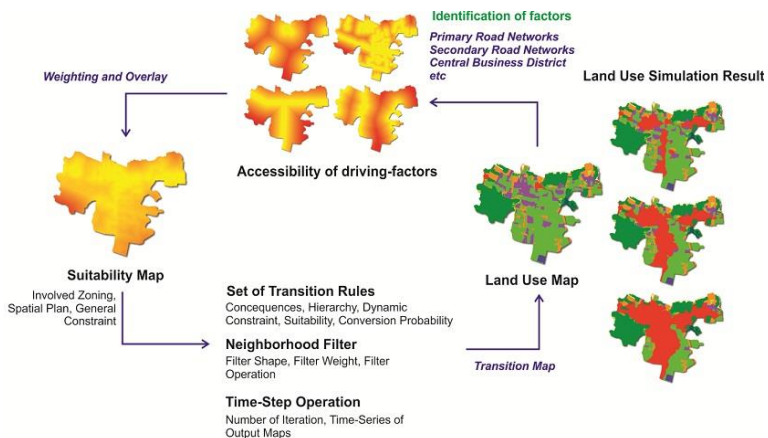 Identification of factors
Primary Road Networks
Secondary Road Networks
Central Business District
etc
Weighting and Overlay
Land Use Simulation Result
Accessibility of driving-factors
Suitability Map
Involved Zoning,
Spatial Plan, General
Constraint
Land Use Map
Set of Transition Rules
Concequences, Hierarchy, Dynamic
Constraint, Suitability, Conversion Probability
Neighborhood Filter
Filter Shape, Filter Weight, Filter
Operation
Transition Map
Time-Step Operation
Number of Iteration, Time-Series of
Output Maps